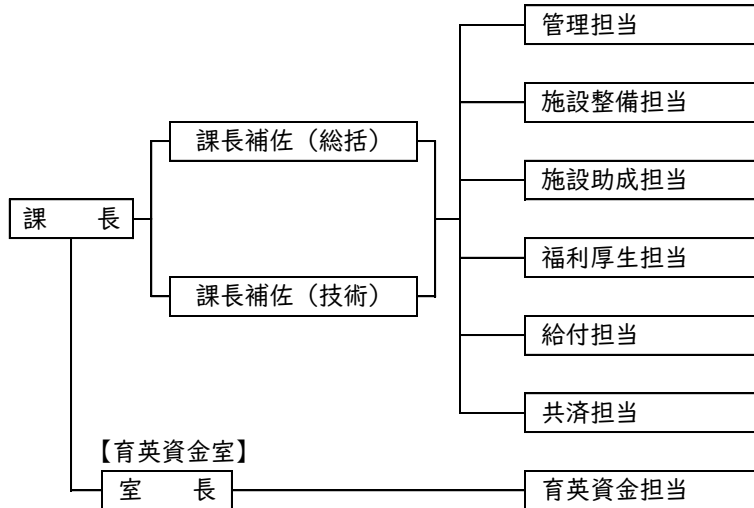 管理担当
施設整備担当
課長補佐（総括）
施設助成担当
課　　長
福利厚生担当
課長補佐（技術）
給付担当
共済担当
【育英資金室】
室　　長
育英資金担当